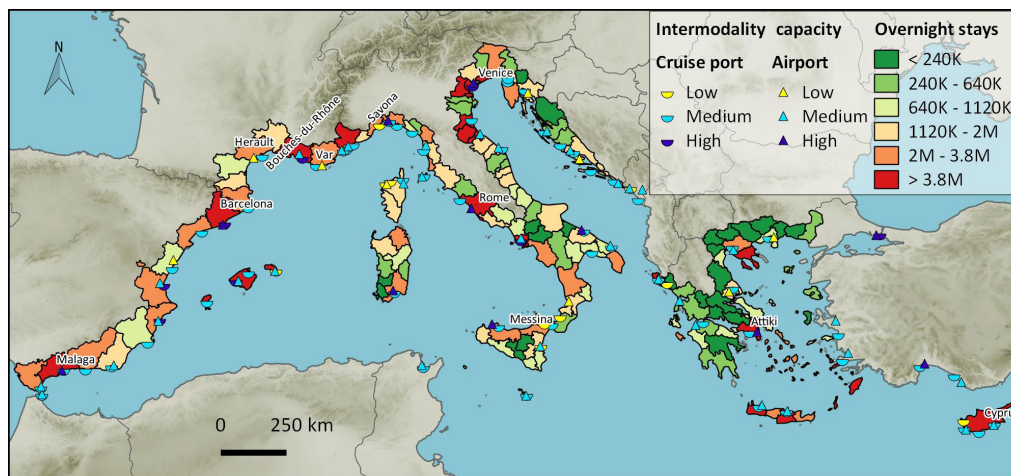 N
Intermodality capacity
Cruise port
Airport
Low
Medium
High
Low
Medium
High
Overnight stays
< 240K
240K - 640K
640K - 1120K
1120K - 2M
2M - 3.8M
> 3.8M
Venice
Savona
Bouches-du-Rhône
Herault
Var
Barcelona
Rome
Messina
Attiki
Malaga
Cypru
0 250 km